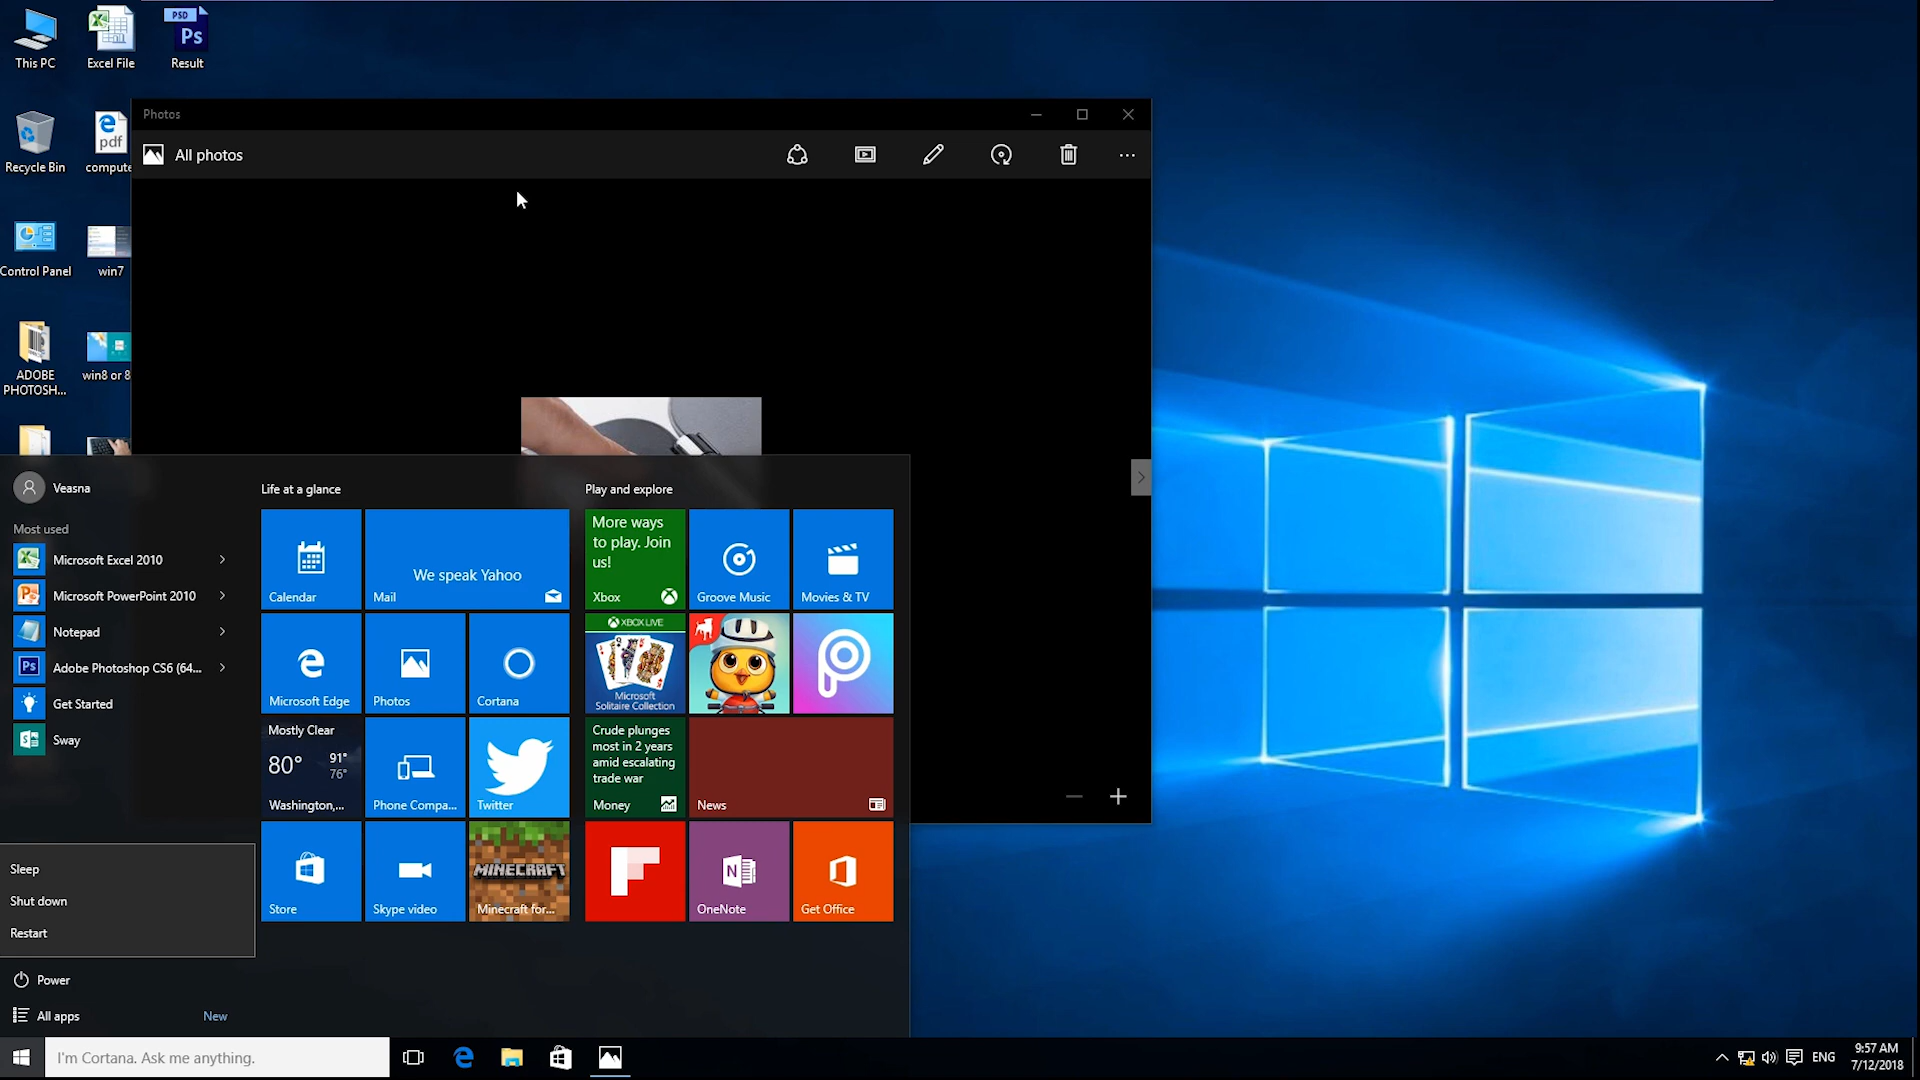 This PC
Excel File
PSD
Ps
Result
Recycle Bin
pdf
compute
Control Panel
win7
ADOBE
PHOTOSH...
win8 or 8
Photos
All photos
Veasna
Most used
Microsoft Excel 2010
Microsoft PowerPoint 2010
Notepad
Ps
Adobe Photoshop CS6 (64...
Get Started
Sway
Sleep
Shut down
Restart
Power
All apps
New
Life at a glance
Calendar
We speak Yahoo
Mail
Microsoft Edge
Photos
Cortana
Mostly Clear
80°
91°
76°
Washington,...
Phone Compa...
Twitter
Store
Skype video
MINECRAFT
Minecraft for...
Play and explore
More ways
to play. Join
us!
Xbox
Groove Music
Movies & TV
XBOX LIVE
Microsoft
Solitaire Collection
Crude plunges
most in 2 years
amid escalating
trade war
Money
News
OneNote
Get Office
I'm Cortana. Ask me anything.
ENG
9:57 AM
7/12/2018